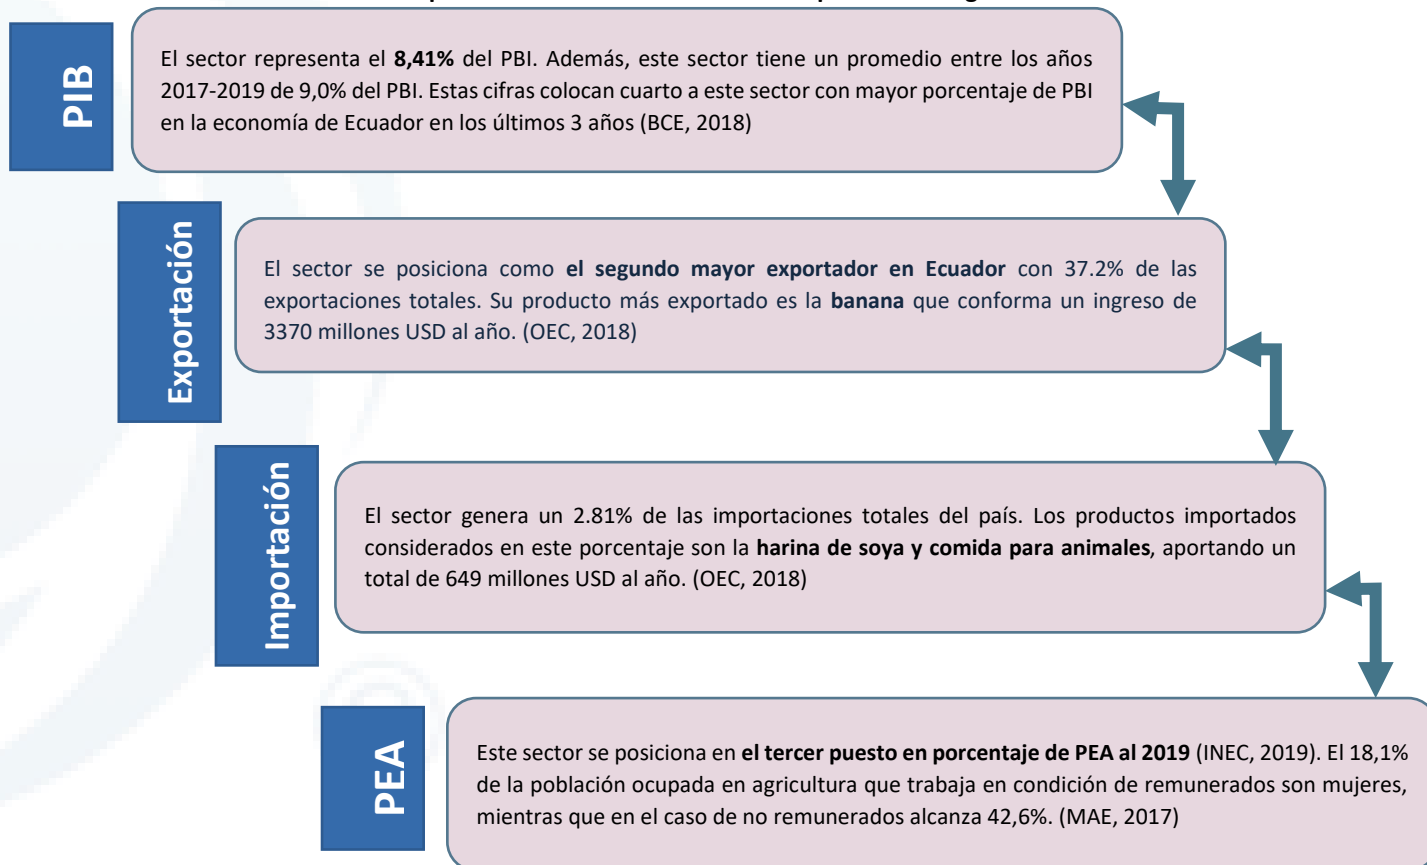 PIB
El sector representa el 8,41% del PBI. Además, este sector tiene un promedio entre los años
2017-2019 de 9,0% del PBI. Estas cifras colocan cuarto a este sector con mayor porcentaje de PBI
en la economía de Ecuador en los últimos 3 años (BCE, 2018)
Exportación
El sector se posiciona como el segundo mayor exportador en Ecuador con 37.2% de las
exportaciones totales. Su producto más exportado es la banana que conforma un ingreso de
3370 millones USD al año. (OEC, 2018)
Importación
El sector genera un 2.81% de las importaciones totales del país. Los productos importados
considerados en este porcentaje son la harina de soya y comida para animales, aportando un
total de 649 millones USD al año. (OEC, 2018)
PEA
Este sector se posiciona en el tercer puesto en porcentaje de PEA al 2019 (INEC, 2019). El 18,1%
de la población ocupada en agricultura que trabaja en condición de remunerados son mujeres,
mientras que en el caso de no remunerados alcanza 42,6%. (MAE, 2017)